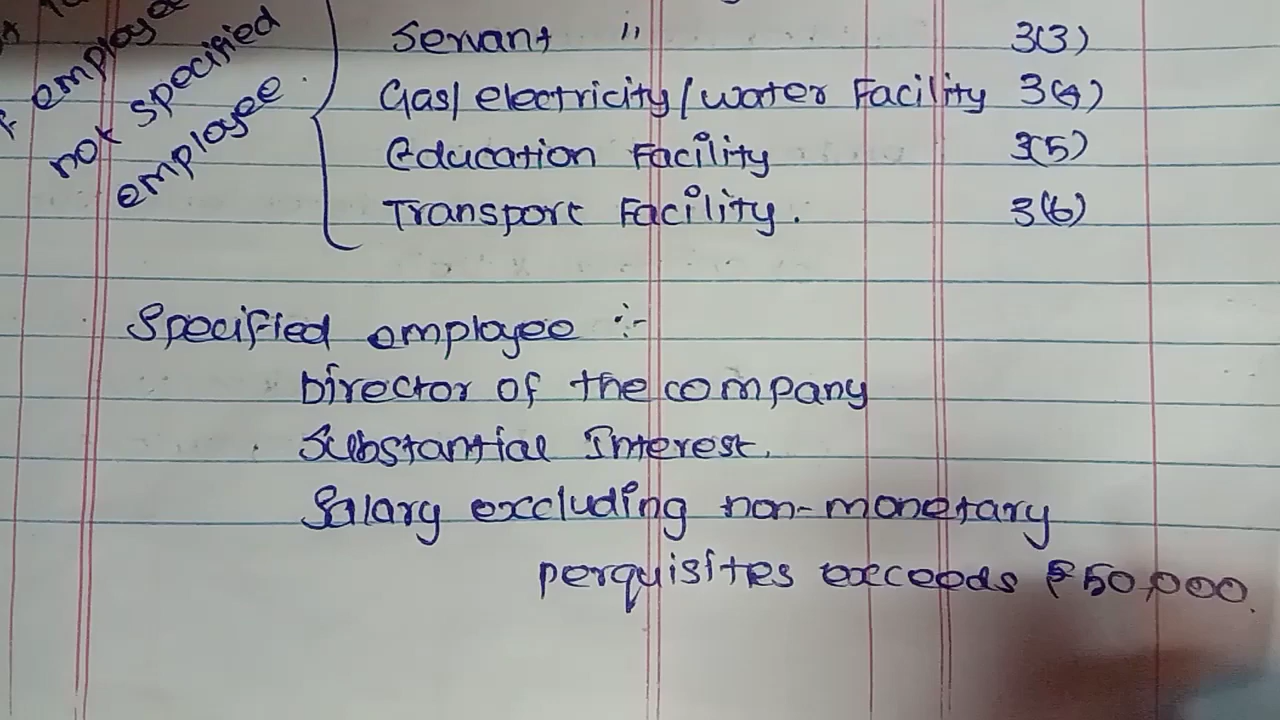 employee
not specified
employee.
Servant "
3(3)
Gas/electricity/water Facility 3(4)
Education Facility 3(5)
Transport Facility. 3(6)
Specified employee :-
Director of the company
Substantial Interest.
Salary excluding non-monetary
perquisites exceeds ₹50,000.